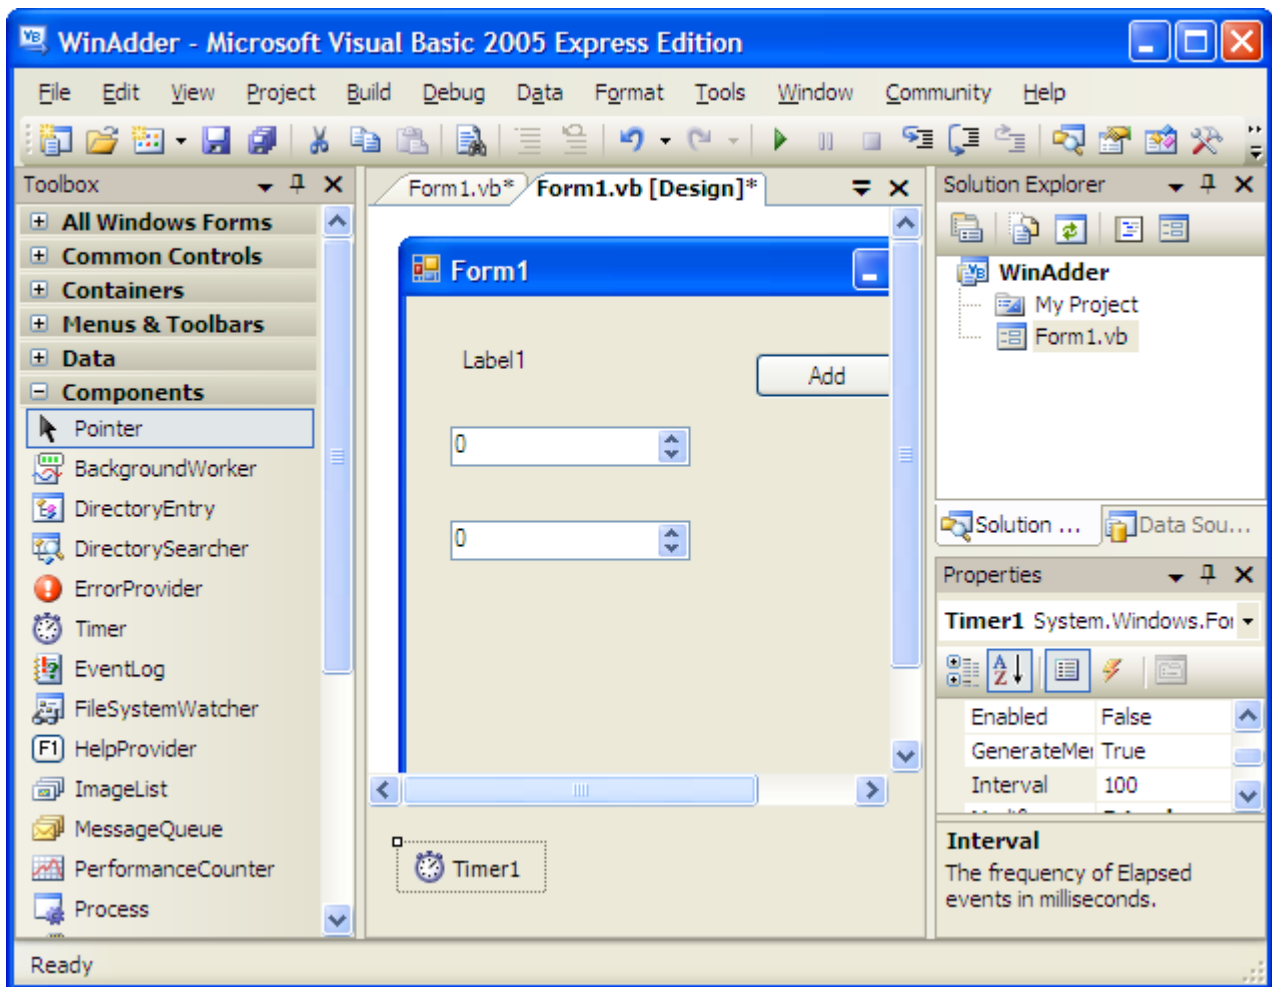 WinAdder - Microsoft Visual Basic 2005 Express Edition
File Edit View Project Build Debug Data Format Tools Window Community Help
Toolbox
All Windows Forms
Common Controls
Containers
Menus & Toolbars
Data
Components
Pointer
BackgroundWorker
DirectoryEntry
DirectorySearcher
ErrorProvider
Timer
EventLog
FileSystemWatcher
HelpProvider
ImageList
MessageQueue
PerformanceCounter
Process
Form1.vb* Form1.vb [Design]*
Form1
Label1
Add
0
0
Timer1
Solution Explorer
WinAdder
My Project
Form1.vb
Solution ... Data Sou...
Properties
Timer1 System.Windows.For
Enabled False
GenerateMer True
Interval 100
Interval
The frequency of Elapsed
events in milliseconds.
Ready